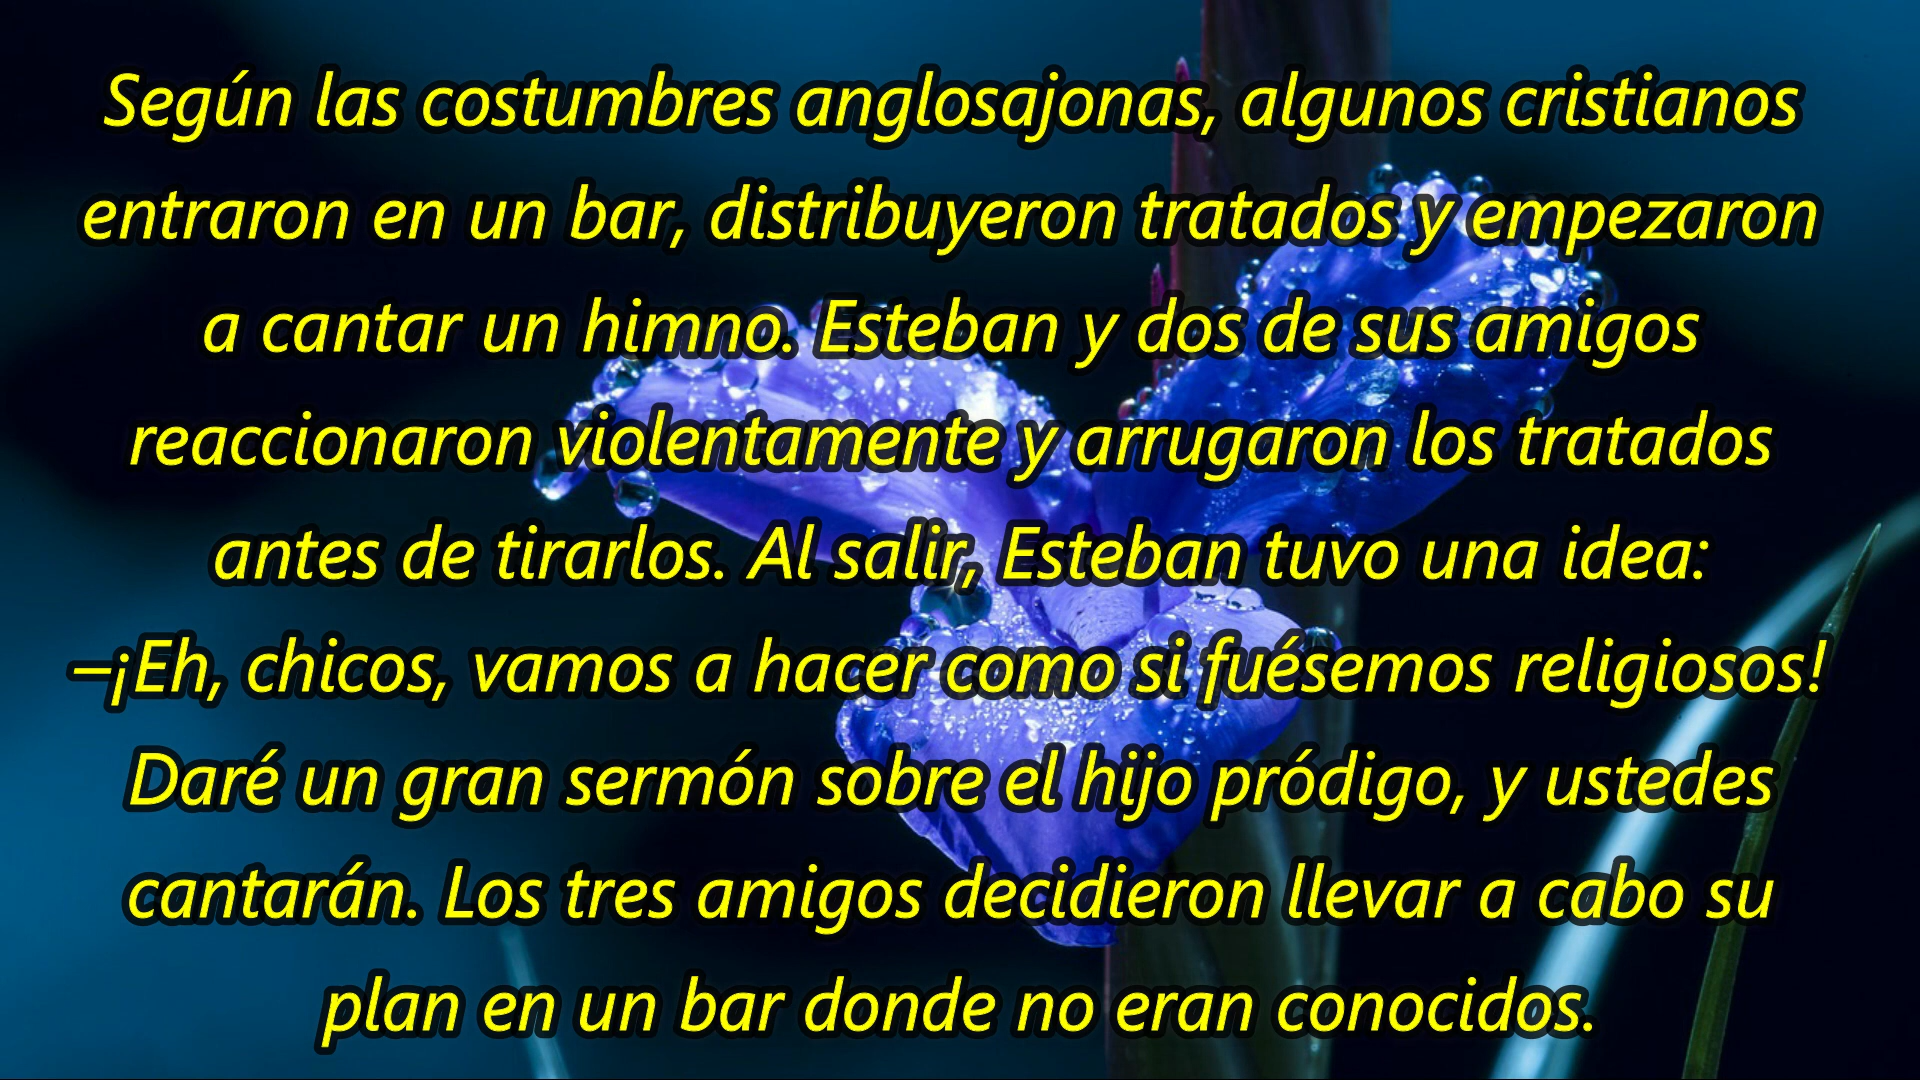 Según las costumbres anglosajonas, algunos cristianos
entraron en un bar, distribuyeron tratados y empezaron
a cantar un himno. Esteban y dos de sus amigos
reaccionaron violentamente y arrugaron los tratados
antes de tirarlos. Al salir, Esteban tuvo una idea:
–¡Eh, chicos, vamos a hacer como si fuésemos religiosos!
Daré un gran sermón sobre el hijo pródigo, y ustedes
cantarán. Los tres amigos decidieron llevar a cabo su
plan en un bar donde no eran conocidos.